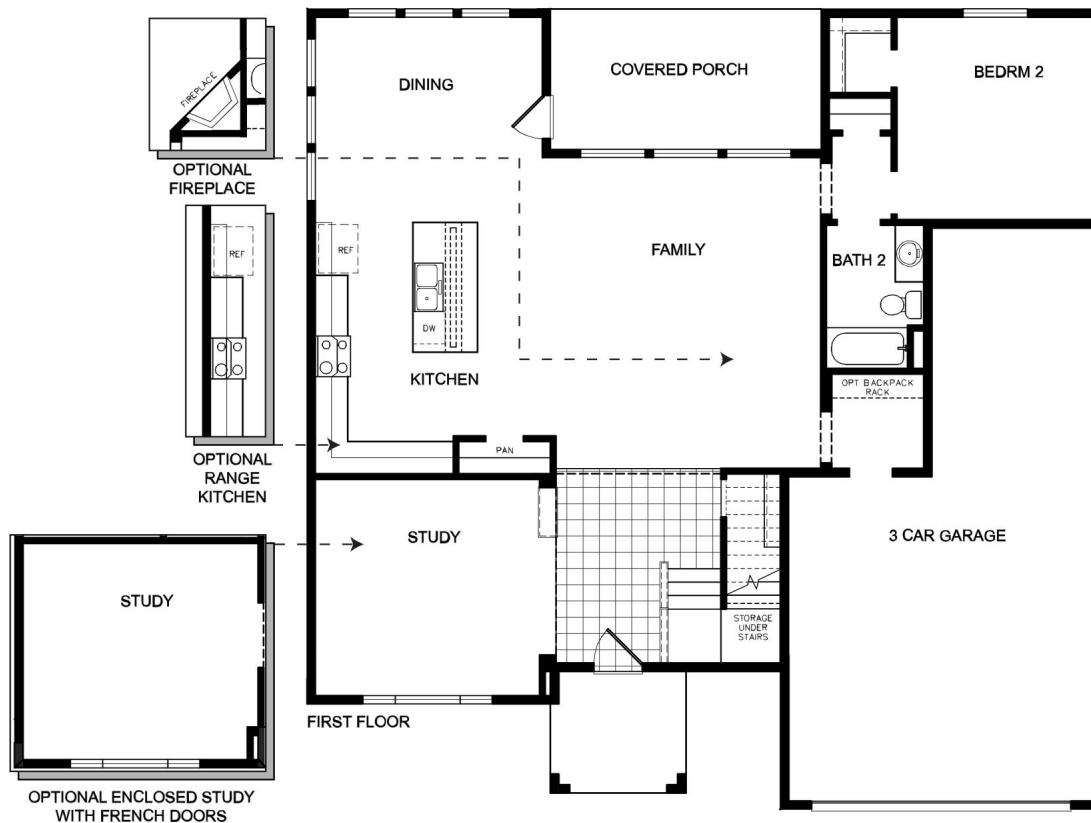 FIREPLACE
OPTIONAL
FIREPLACE
DINING
COVERED PORCH
BEDRM 2
REF
REF
FAMILY
BATH 2
DW
KITCHEN
OPT BACKPACK
RACK
OPTIONAL
RANGE
KITCHEN
PAN
STUDY
3 CAR GARAGE
STUDY
STORAGE
UNDER
STAIRS
FIRST FLOOR
OPTIONAL ENCLOSED STUDY
WITH FRENCH DOORS